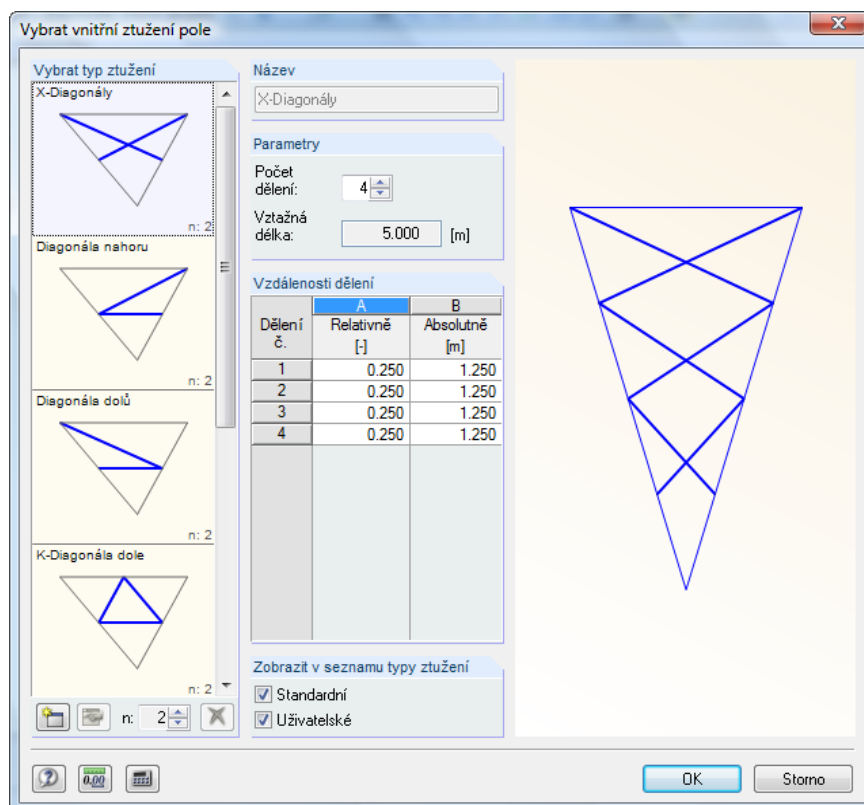 Vybrat vnitřní ztužení pole
Vybrat typ ztužení
X-Diagonály
n: 2
Diagonála nahoru
n: 2
Diagonála dolů
n: 2
K-Diagonála dole
n: 2
n: 2
Název
X-Diagonály
Parametry
Počet
dělení:
4
Vztažná
délka:
5.000 [m]
Vzdálenosti dělení
A B
Dělení Relativně Absolutně
č. [-] [m]
1 0.250 1.250
2 0.250 1.250
3 0.250 1.250
4 0.250 1.250
Zobrazit v seznamu typy ztužení
Standardní
Uživatelské
0.00
OK Storno